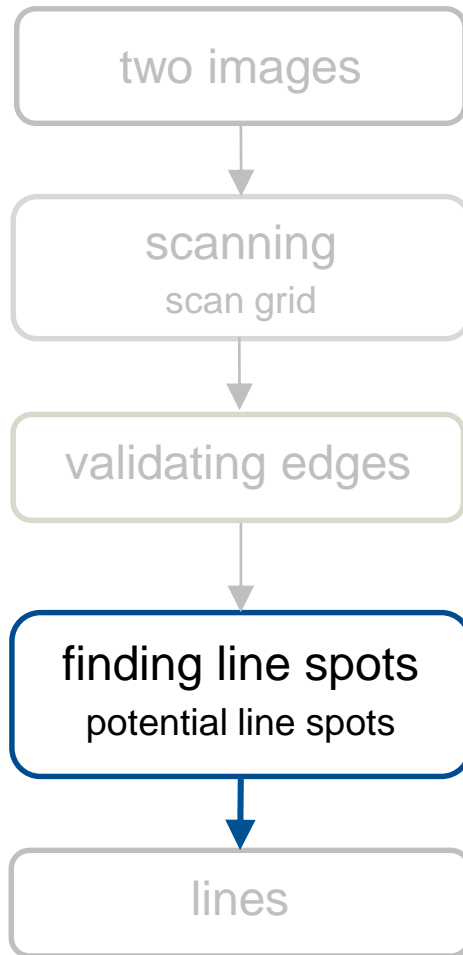 two images
scanning
scan grid
validating edges
finding line spots
potential line spots
lines